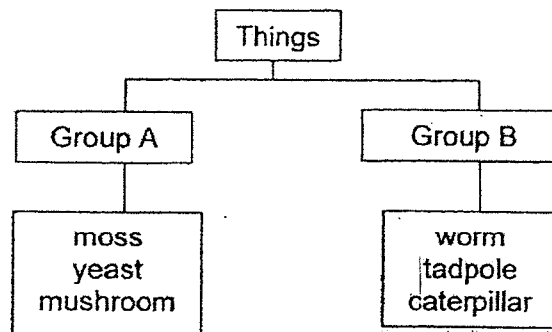 Things
Group A
Group B
moss
yeast
mushroom
worm
tadpole
caterpillar